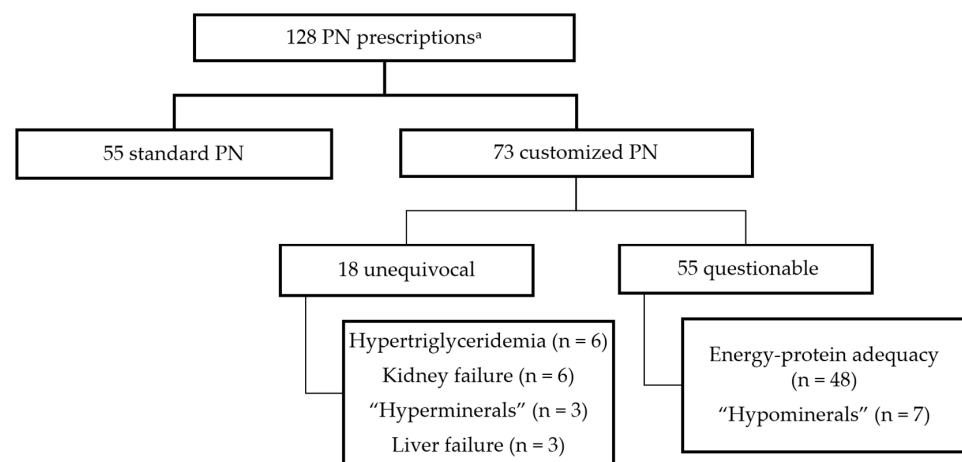 128 PN prescriptionsᵃ
55 standard PN
73 customized PN
18 unequivocal
55 questionable
Hypertriglyceridemia (n = 6)
Kidney failure (n = 6)
“Hyperminerals” (n = 3)
Liver failure (n = 3)
Energy-protein adequacy
(n = 48)
“Hypominerals” (n = 7)